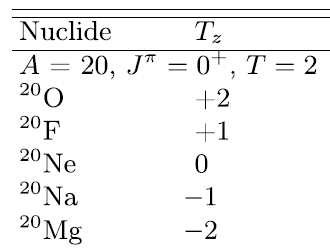 Nuclide T_z
A = 20, J^π = 0^+, T = 2
²⁰O +2
²⁰F +1
²⁰Ne 0
²⁰Na −1
²⁰Mg −2